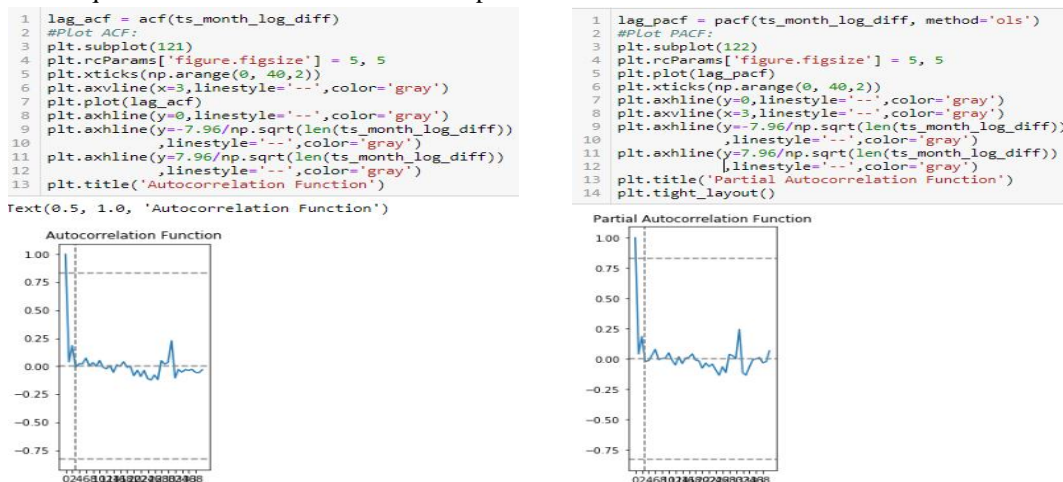 1 lag_acf = acf(ts_month_log_diff)
2 #Plot ACF:
3 plt.subplot(121)
4 plt.rcParams['figure.figsize'] = 5, 5
5 plt.xticks(np.arange(0, 40,2))
6 plt.axvline(x=3,linestyle='--',color='gray')
7 plt.plot(lag_acf)
8 plt.axhline(y=0,linestyle='--',color='gray')
9 plt.axhline(y=-7.96/np.sqrt(len(ts_month_log_diff))
10 ,linestyle='--',color='gray')
11 plt.axhline(y=7.96/np.sqrt(len(ts_month_log_diff))
12 ,linestyle='--',color='gray')
13 plt.title('Autocorrelation Function')
Text(0.5, 1.0, 'Autocorrelation Function')
Autocorrelation Function
1.00
0.75
0.50
0.25
0.00
−0.25
−0.50
−0.75
1 lag_pacf = pacf(ts_month_log_diff, method='ols')
2 #Plot PACF:
3 plt.subplot(122)
4 plt.rcParams['figure.figsize'] = 5, 5
5 plt.plot(lag_pacf)
6 plt.xticks(np.arange(0, 40,2))
7 plt.axhline(y=0,linestyle='--',color='gray')
8 plt.axvline(x=3,linestyle='--',color='gray')
9 plt.axhline(y=-7.96/np.sqrt(len(ts_month_log_diff))
10 ,linestyle='--',color='gray')
11 plt.axhline(y=7.96/np.sqrt(len(ts_month_log_diff))
12 ,linestyle='--',color='gray')
13 plt.title('Partial Autocorrelation Function')
14 plt.tight_layout()
Partial Autocorrelation Function
1.00
0.75
0.50
0.25
0.00
−0.25
−0.50
−0.75